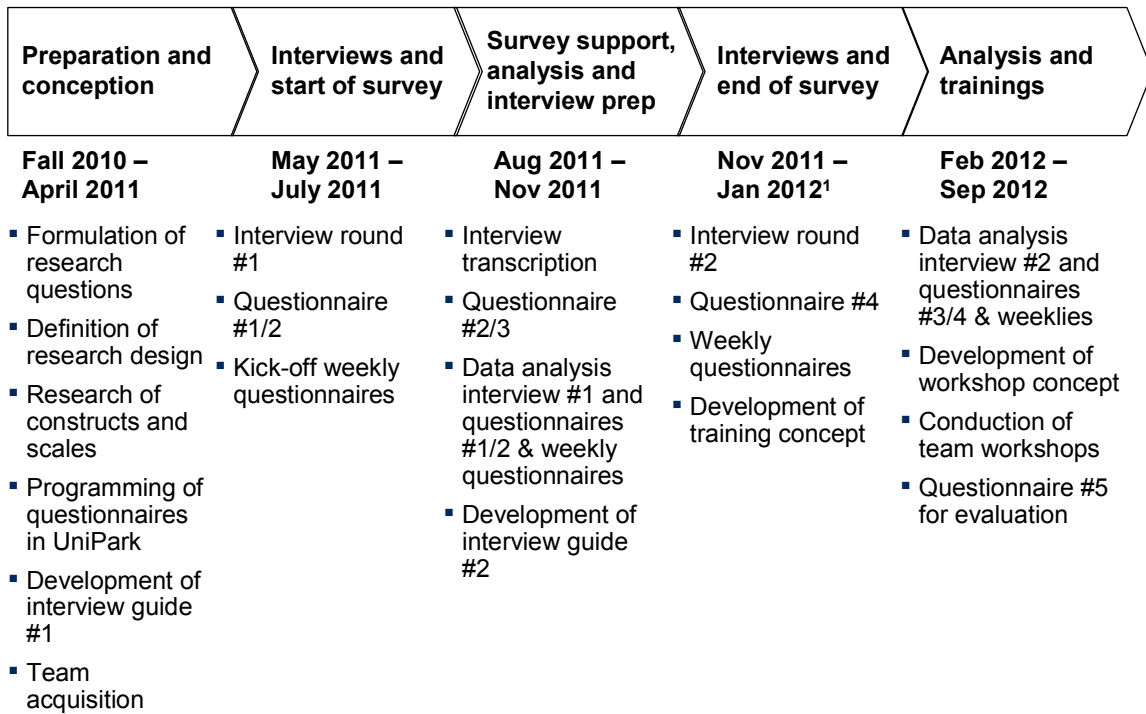 Preparation and
conception
Interviews and
start of survey
Survey support,
analysis and
interview prep
Interviews and
end of survey
Analysis and
trainings
Fall 2010 –
April 2011
May 2011 –
July 2011
Aug 2011 –
Nov 2011
Nov 2011 –
Jan 2012¹
Feb 2012 –
Sep 2012
▪ Formulation of
research
questions
▪ Definition of
research design
▪ Research of
constructs and
scales
▪ Programming of
questionnaires
in UniPark
▪ Development of
interview guide
#1
▪ Team
acquisition
▪ Interview round
#1
▪ Questionnaire
#1/2
▪ Kick-off weekly
questionnaires
▪ Interview
transcription
▪ Questionnaire
#2/3
▪ Data analysis
interview #1 and
questionnaires
#1/2 & weekly
questionnaires
▪ Development of
interview guide
#2
▪ Interview round
#2
▪ Questionnaire #4
▪ Weekly
questionnaires
▪ Development of
training concept
▪ Data analysis
interview #2 and
questionnaires
#3/4 & weeklies
▪ Development of
workshop concept
▪ Conduction of
team workshops
▪ Questionnaire #5
for evaluation